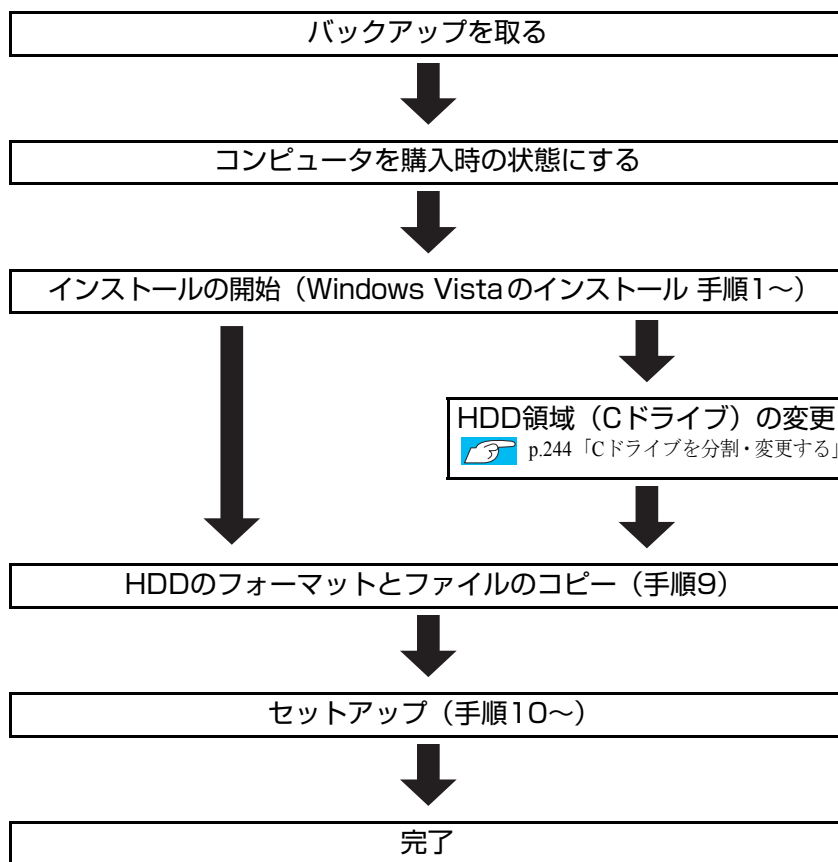 バックアップを取る
コンピュータを購入時の状態にする
インストールの開始（Windows Vistaのインストール 手順1～）
HDD領域（Cドライブ）の変更
p.244「Cドライブを分割・変更する」
HDDのフォーマットとファイルのコピー（手順9）
セットアップ（手順10～）
完了